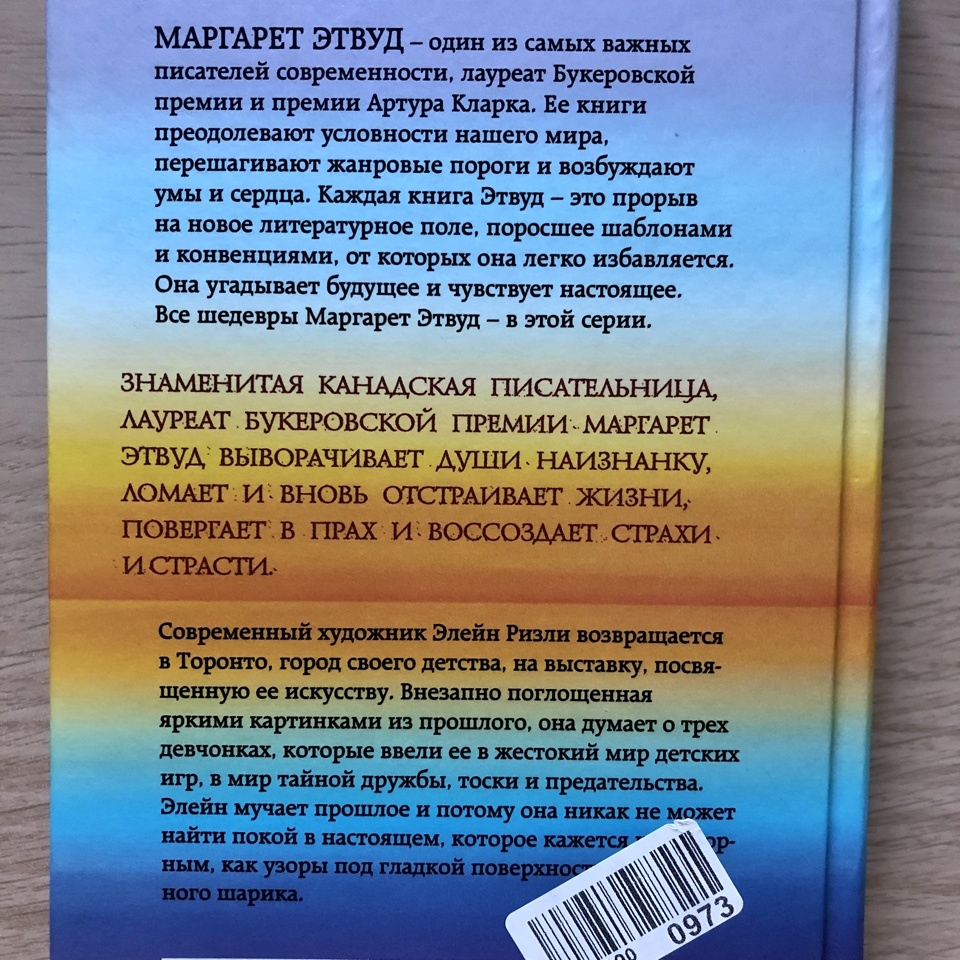 МАРГАРЕТ ЭТВУД – один из самых важных
писателей современности, лауреат Букеровской
премии и премии Артура Кларка. Ее книги
преодолевают условности нашего мира,
перешагивают жанровые пороги и возбуждают
умы и сердца. Каждая книга Этвуд – это прорыв
на новое литературное поле, поросшее шаблонами
и конвенциями, от которых она легко избавляется.
Она угадывает будущее и чувствует настоящее.
Все шедевры Маргарет Этвуд – в этой серии.
ЗНАМЕНИТАЯ КАНАДСКАЯ ПИСАТЕЛЬНИЦА,
ЛАУРЕАТ БУКЕРОВСКОЙ ПРЕМИИ МАРГАРЕТ
ЭТВУД ВЫВОРАЧИВАЕТ ДУШИ НАИЗНАНКУ,
ЛОМАЕТ И ВНОВЬ ОТСТРАИВАЕТ ЖИЗНИ,
ПОВЕРГАЕТ В ПРАХ И ВОССОЗДАЕТ СТРАХИ
И СТРАСТИ.
Современный художник Элейн Ризли возвращается
в Торонто, город своего детства, на выставку, посвя-
щенную ее искусству. Внезапно поглощенная
яркими картинками из прошлого, она думает о трех
девчонках, которые ввели ее в жестокий мир детских
игр, в мир тайной дружбы, тоски и предательства.
Элейн мучает прошлое и потому она никак не может
найти покой в настоящем, которое кажется
ным, как узоры под гладкой
ного шарика.
00 0973